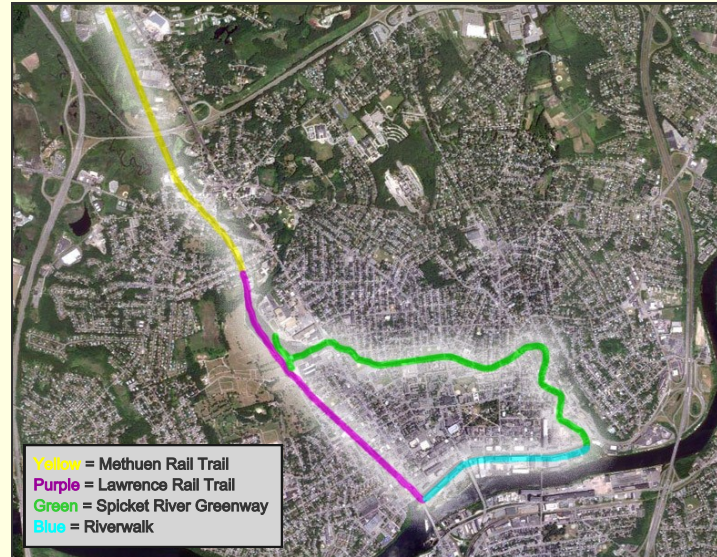 Yellow = Methuen Rail Trail
Purple = Lawrence Rail Trail
Green = Spicket River Greenway
Blue = Riverwalk